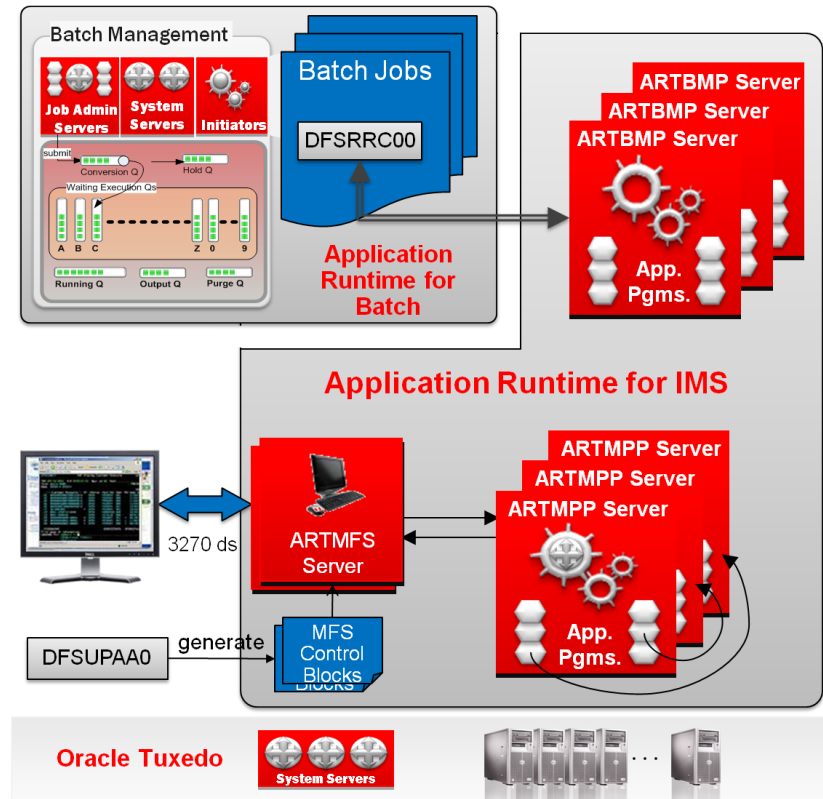 Batch Management
Job Admin
Servers
System
Servers
Initiators
submit
Conversion Q
Hold Q
Waiting Execution Qs
A
B
C
Z
0
9
Running Q
Output Q
Purge Q
Batch Jobs
DFSRRC00
Application
Runtime for
Batch
ARTBMP Server
ARTBMP Server
ARTBMP Server
App.
Pgms.
Application Runtime for IMS
3270 ds
ARTMFS
Server
ARTMPP Server
ARTMPP Server
ARTMPP Server
App.
Pgms.
DFSUPAA0
generate
MFS
Control
Blocks
Blocks
Oracle Tuxedo
System Servers